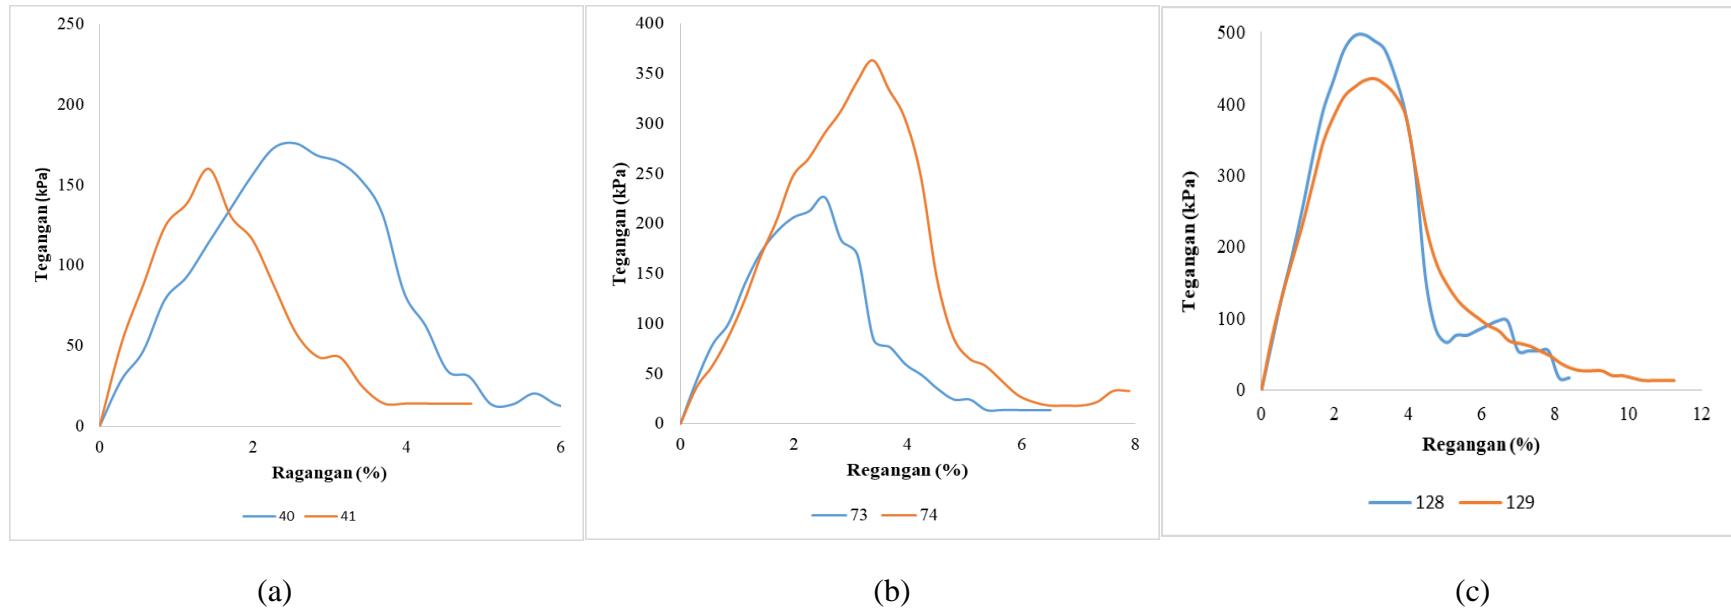 250
200
150
100
50
0
Tegangan (kPa)
0 2 4 6
Ragangan (%)
40 41
400
350
300
250
200
150
100
50
0
Tegangan (kPa)
0 2 4 6 8
Regangan (%)
73 74
500
400
300
200
100
0
Tegangan (kPa)
0 2 4 6 8 10 12
Regangan (%)
128 129
(a) (b) (c)